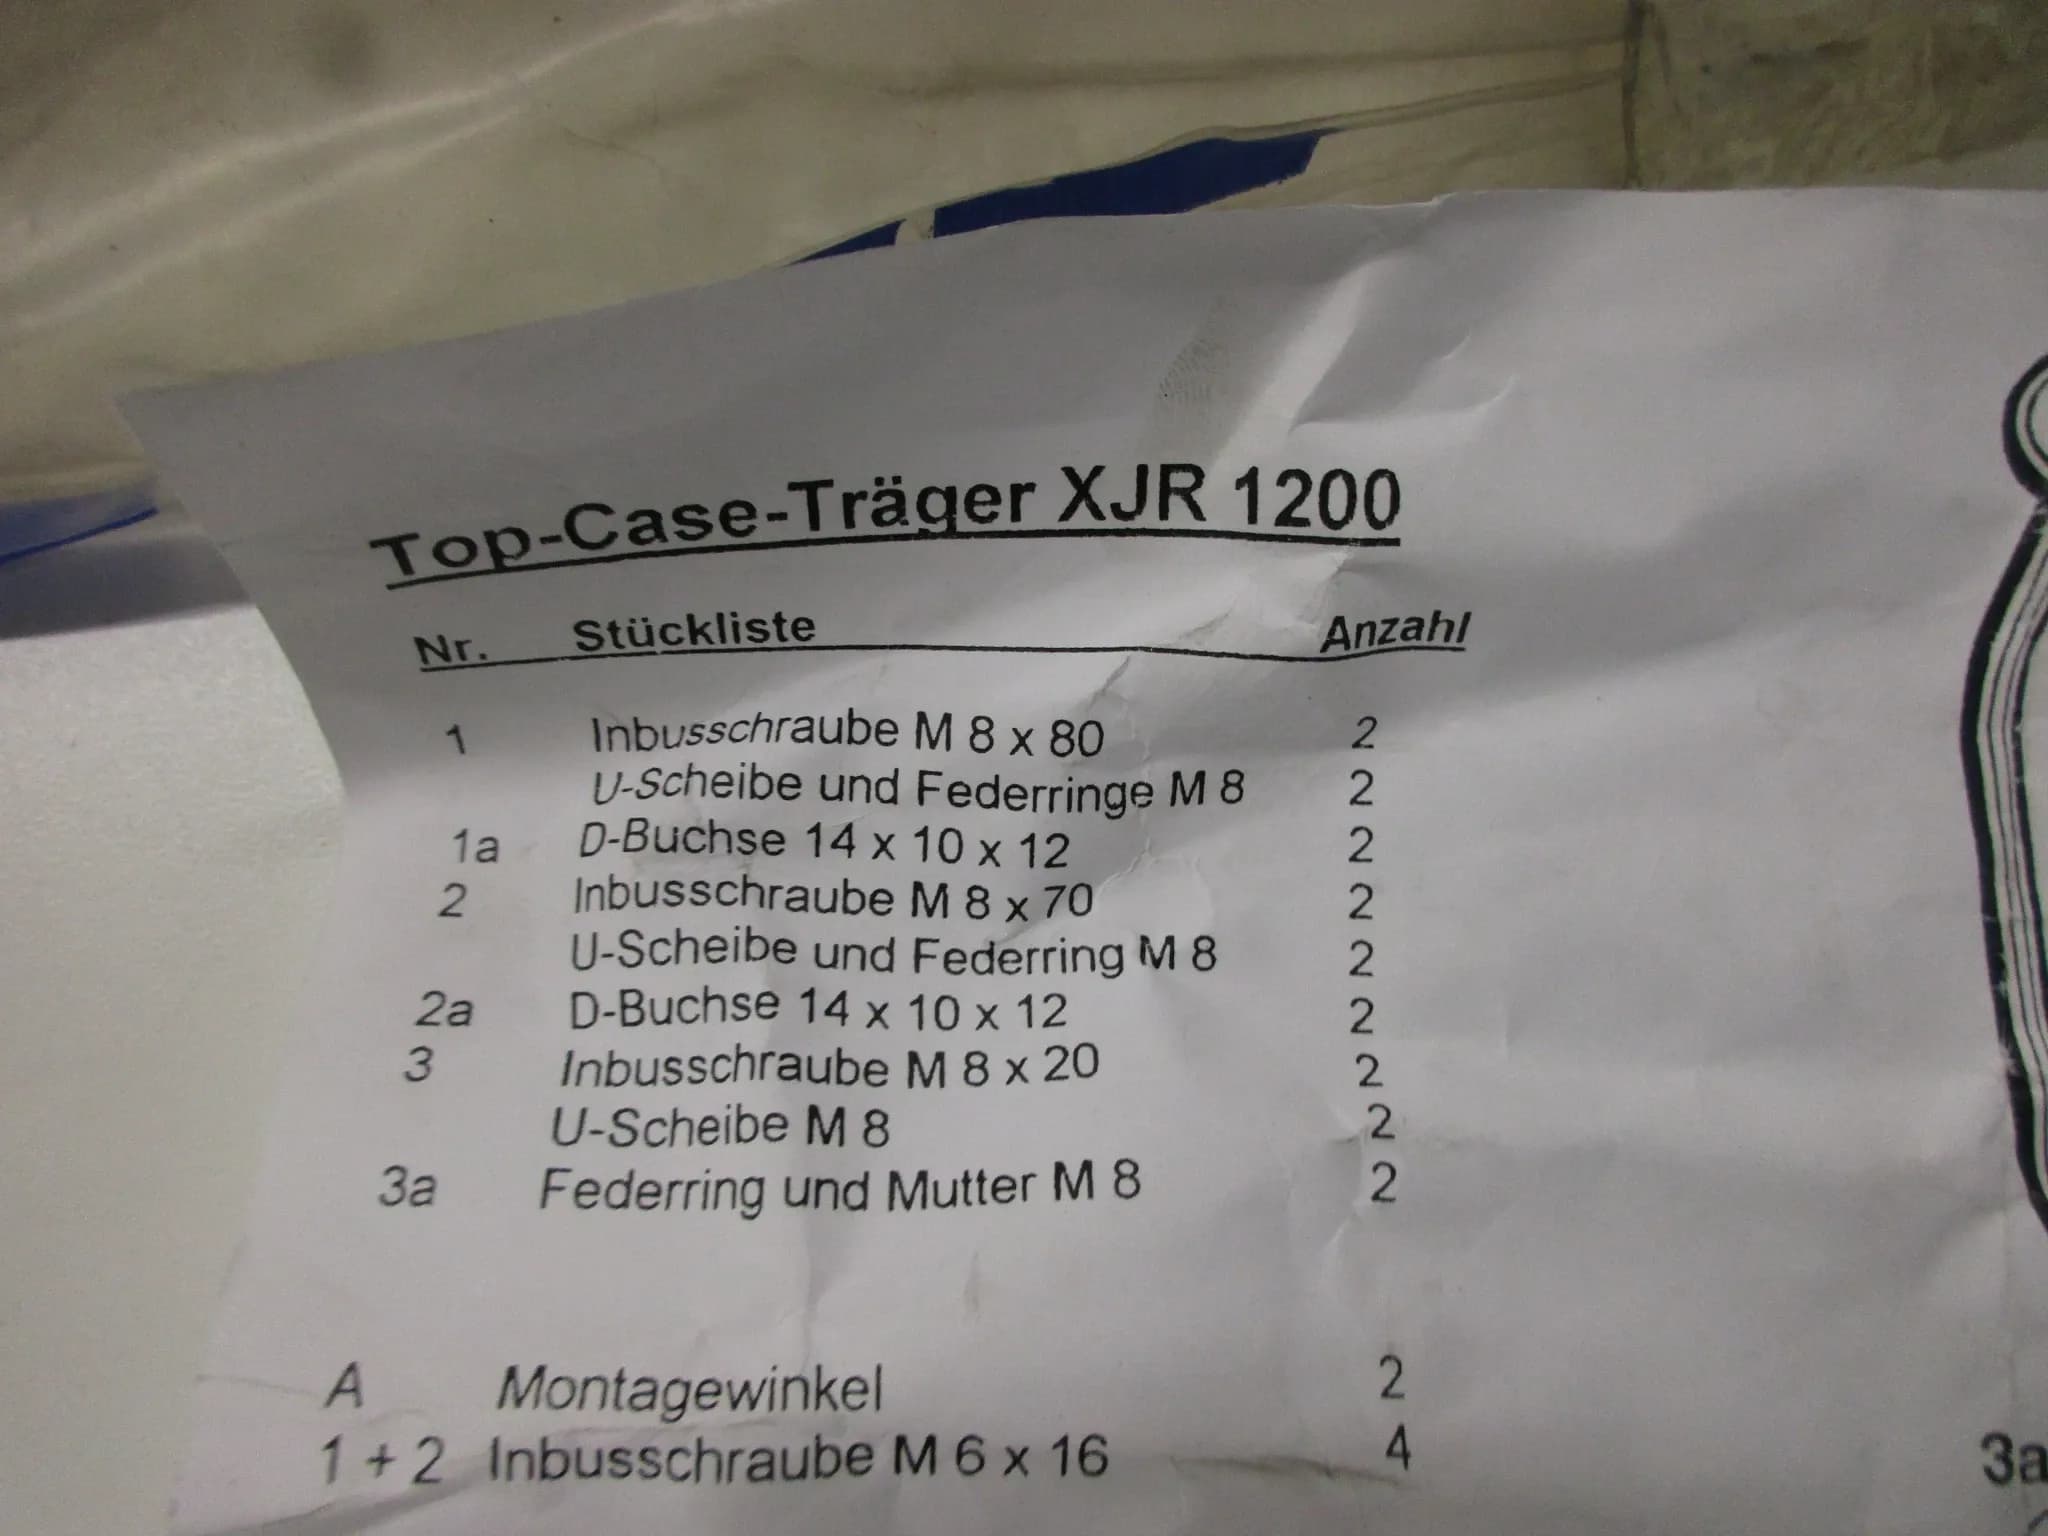 Top-Case-Träger XJR 1200
Nr. Stückliste Anzahl
1 Inbusschraube M 8 x 80 2
U-Scheibe und Federringe M 8 2
1a D-Buchse 14 x 10 x 12 2
2 Inbusschraube M 8 x 70 2
U-Scheibe und Federring M 8 2
2a D-Buchse 14 x 10 x 12 2
3 Inbusschraube M 8 x 20 2
U-Scheibe M 8 2
3a Federring und Mutter M 8 2
A Montagewinkel 2
1 + 2 Inbusschraube M 6 x 16 4
3a